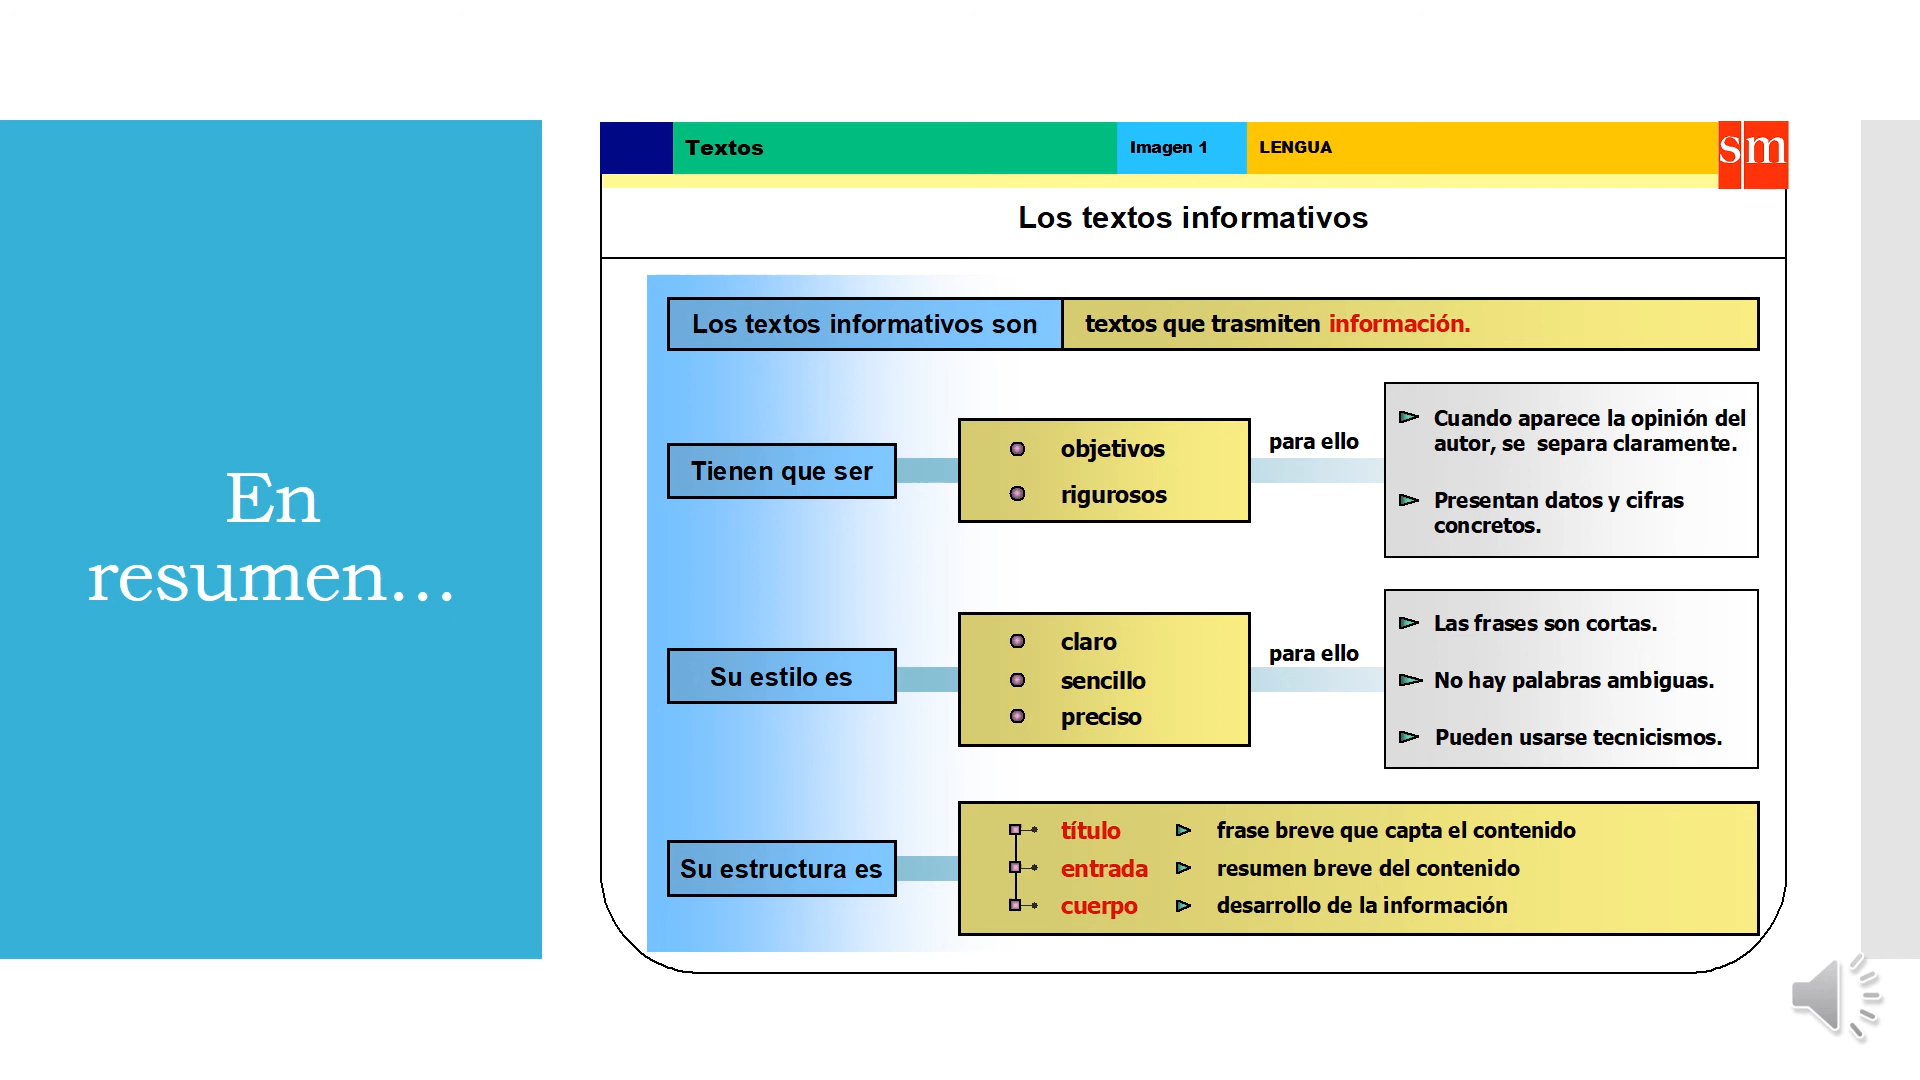 En
resumen...
Textos
Imagen 1
LENGUA
sm
Los textos informativos
Los textos informativos son
textos que trasmiten información.
Tienen que ser
objetivos
rigurosos
para ello
Cuando aparece la opinión del
autor, se separa claramente.
Presentan datos y cifras
concretos.
Su estilo es
claro
sencillo
preciso
para ello
Las frases son cortas.
No hay palabras ambiguas.
Pueden usarse tecnicismos.
Su estructura es
título
frase breve que capta el contenido
entrada
resumen breve del contenido
cuerpo
desarrollo de la información